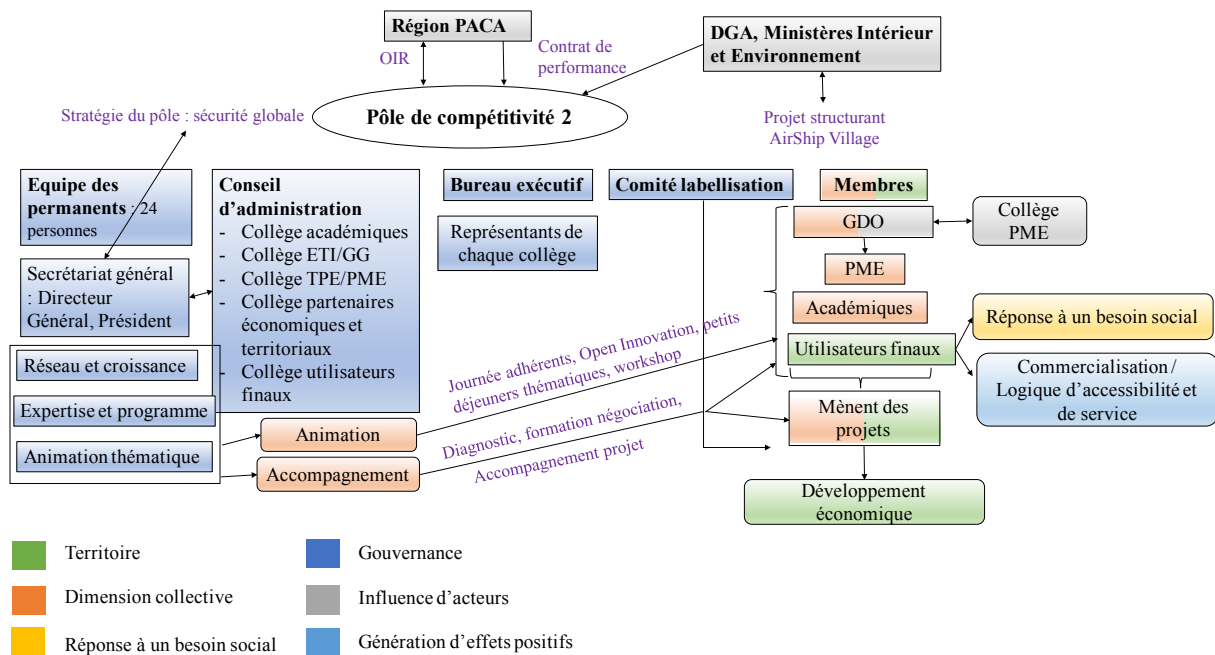 Région PACA
DGA, Ministères Intérieur
et Environnement
OIR
Contrat de
performance
Stratégie du pôle : sécurité globale
Pôle de compétitivité 2
Projet structurant
AirShip Village
Equipe des
permanents : 24
personnes
Conseil
d’administration
- Collège académiques
- Collège ETI/GG
- Collège TPE/PME
- Collège partenaires
économiques et
territoriaux
- Collège utilisateurs
finaux
Bureau exécutif
Représentants de
chaque collège
Comité labellisation
Membres
GDO
Collège
PME
PME
Académiques
Utilisateurs finaux
Réponse à un besoin social
Commercialisation /
Logique d’accessibilité et
de service
Mènent des
projets
Développement
économique
Secrétariat général
: Directeur
Général, Président
Réseau et croissance
Expertise et programme
Animation thématique
Animation
Accompagnement
Journée adhérents, Open Innovation, petits
déjeuners thématiques, workshop
Diagnostic, formation négociation,
Accompagnement projet
Territoire
Gouvernance
Dimension collective
Influence d’acteurs
Réponse à un besoin social
Génération d’effets positifs